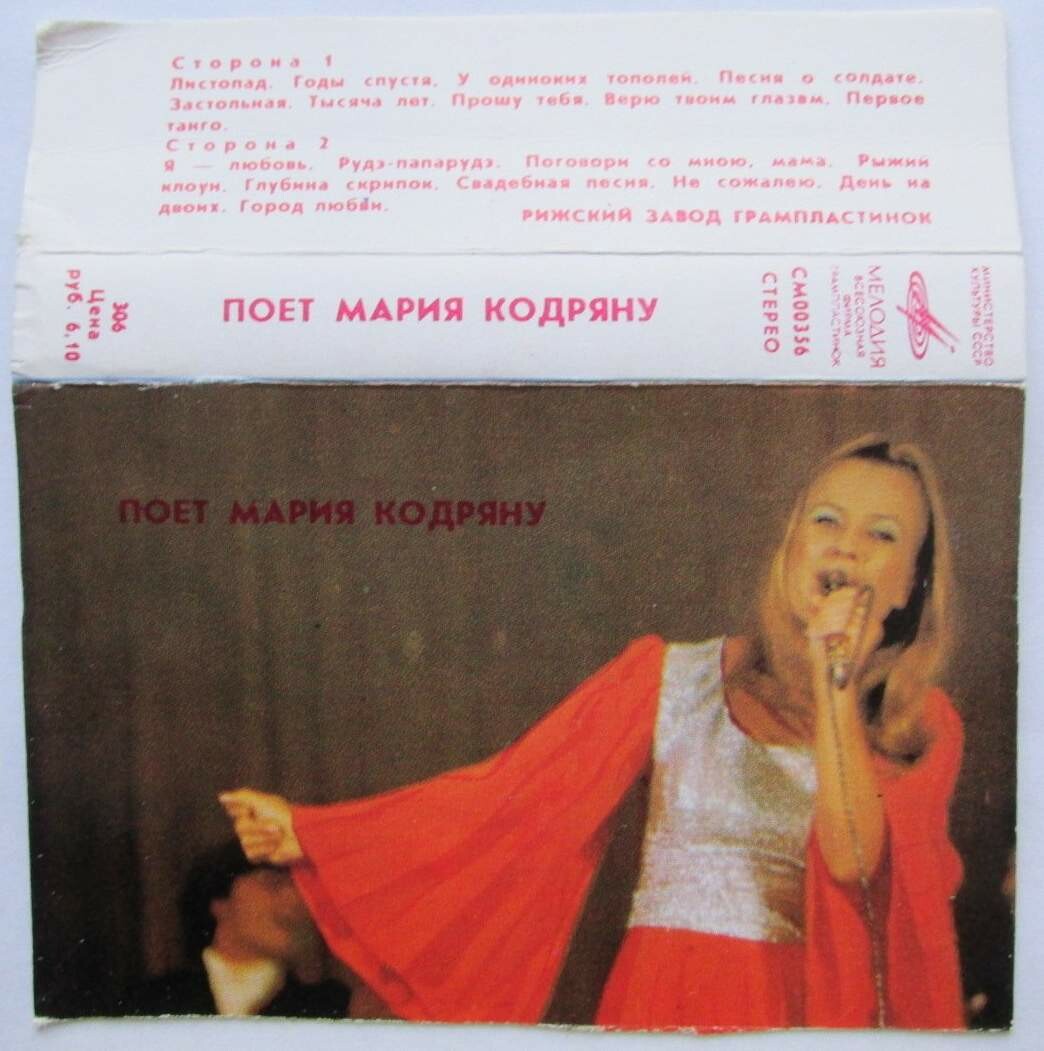 Сторона 1
Листопад. Годы спустя. У одиноких тополей. Песня о солдате.
Застольная. Тысяча лет. Прошу тебя. Верю твоим глазам. Первое
танго.
Сторона 2
Я — любовь. Рудэ-папарудэ. Поговори со мною, мама. Рыжий
клоун. Глубина скрипок. Свадебная песня. Не сожалею. День на
двоих. Город любви.
РИЖСКИЙ ЗАВОД ГРАМПЛАСТИНОК
306
Цена
руб. 6,10
ПОЕТ МАРИЯ КОДРЯНУ
СМ00356
СТЕРЕО
МЕЛОДИЯ
ВСЕСОЮЗНАЯ
ФИРМА
ГРАМПЛАСТИНОК
МИНИСТЕРСТВО
КУЛЬТУРЫ СССР
ПОЕТ МАРИЯ КОДРЯНУ